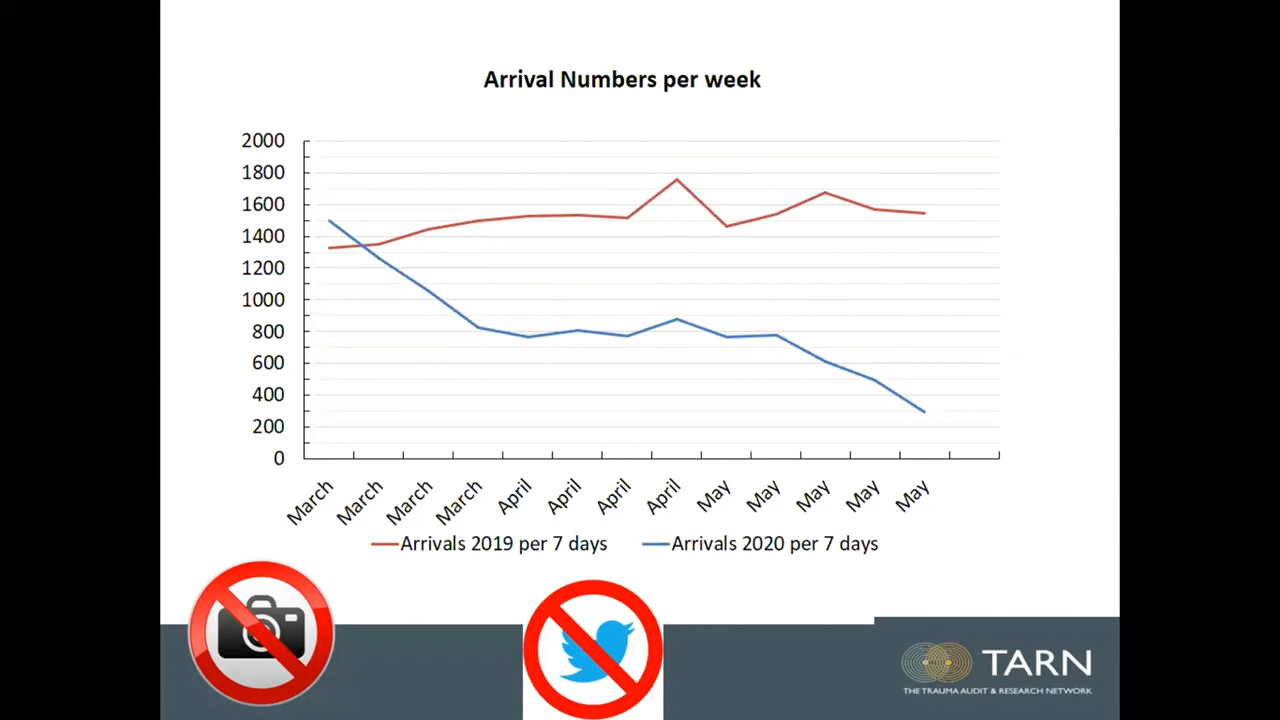 Arrival Numbers per week
2000
1800
1600
1400
1200
1000
800
600
400
200
0
March March March March April April April April May May May May May
Arrivals 2019 per 7 days Arrivals 2020 per 7 days
TARN
THE TRAUMA AUDIT & RESEARCH NETWORK